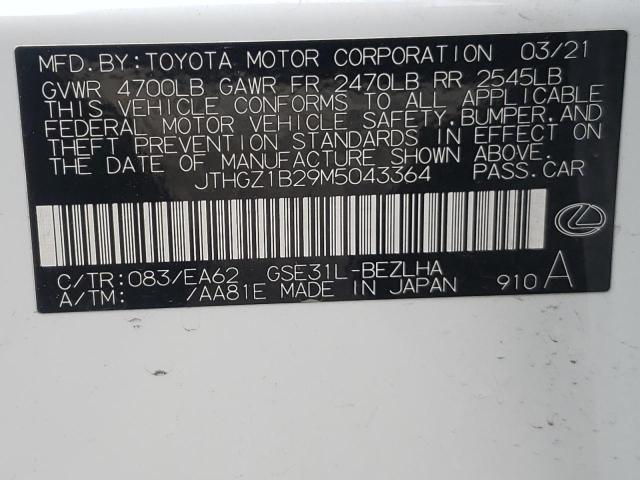 MFD.BY:TOYOTA MOTOR CORPORATION 03/21
GVWR 4700LB GAWR FR 2470LB RR 2545LB
THIS VEHICLE CONFORMS TO ALL APPLICABLE
FEDERAL MOTOR VEHICLE SAFETY,BUMPER,AND
THEFT PREVENTION STANDARDS IN EFFECT ON
THE DATE OF MANUFACTURE SHOWN ABOVE.
JTHGZ1B29M5043364 PASS.CAR
C/TR:083/EA62 GSE31L-BEZLHA
A/TM: /AA81E MADE IN JAPAN 910 A